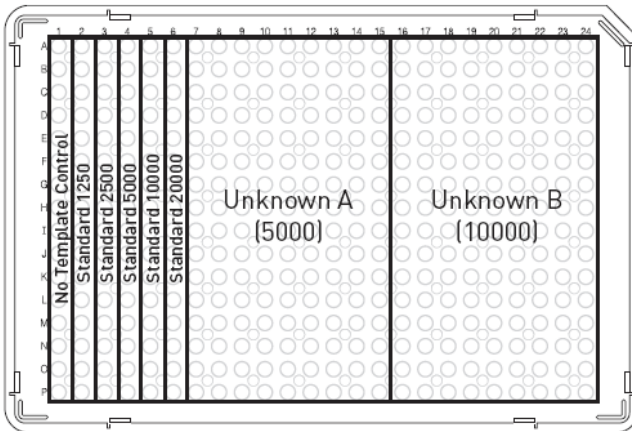 1 2 3 4 5 6 7 8 9 10 11 12 13 14 15 16 17 18 19 20 21 22 23 24
A
B
C
D
E
F
G
H
I
J
K
L
M
N
O
P
No Template Control
Standard 1250
Standard 2500
Standard 5000
Standard 10000
Standard 20000
Unknown A
(5000)
Unknown B
(10000)